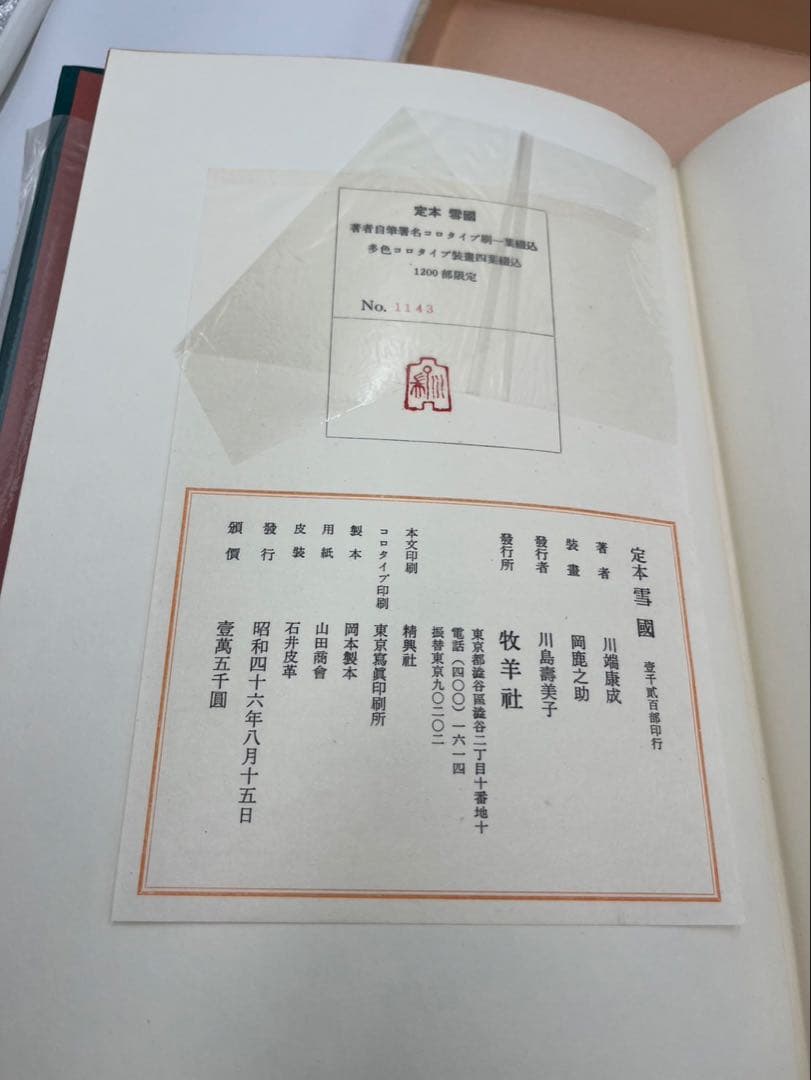 定本 雪國
著者自筆署名コロタイプ刷一葉綴込
多色コロタイプ裝畫四葉綴込
1200部限定
No. 1143
定本 雪國 壹千貳百部印行
著者 川端康成
裝畫 岡鹿之助
發行者 川島壽美子
發行所 牧羊社
東京都澁谷區澁谷二丁目十番地十
電話(四〇〇)一六一四
振替東京九〇二〇二
本文印刷 精興社
コロタイプ印刷 東京寫眞印刷所
製本 岡本製本
用紙 山田商會
皮裝 石井皮革
發行 昭和四十六年八月十五日
頒價 壹萬五千圓